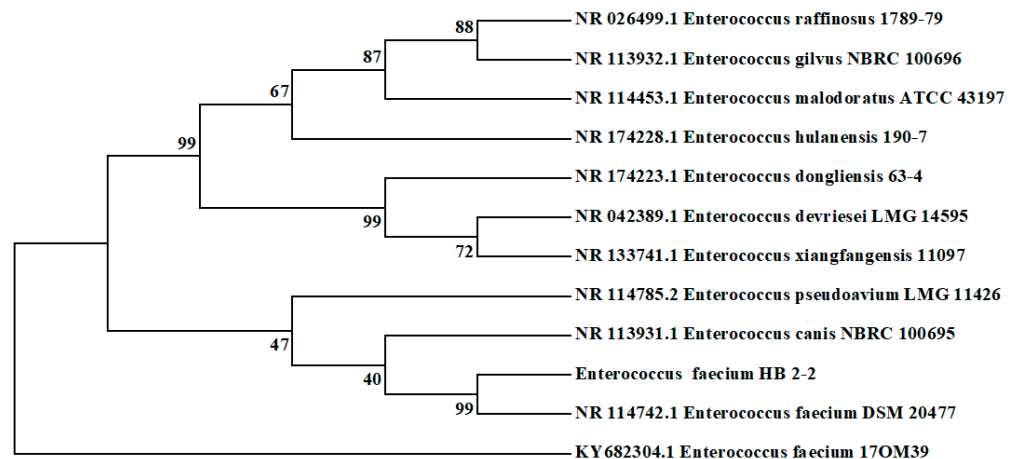 NR 026499.1 Enterococcus raffinosus 1789-79
88
NR 113932.1 Enterococcus gilvus NBRC 100696
87
NR 114453.1 Enterococcus malodoratus ATCC 43197
67
NR 174228.1 Enterococcus hulanensis 190-7
99
NR 174223.1 Enterococcus dongliensis 63-4
99
NR 042389.1 Enterococcus devriesei LMG 14595
72
NR 133741.1 Enterococcus xiangfangensis 11097
NR 114785.2 Enterococcus pseudoavium LMG 11426
47
NR 113931.1 Enterococcus canis NBRC 100695
40
Enterococcus faecium HB 2-2
99
NR 114742.1 Enterococcus faecium DSM 20477
KY682304.1 Enterococcus faecium 17OM39